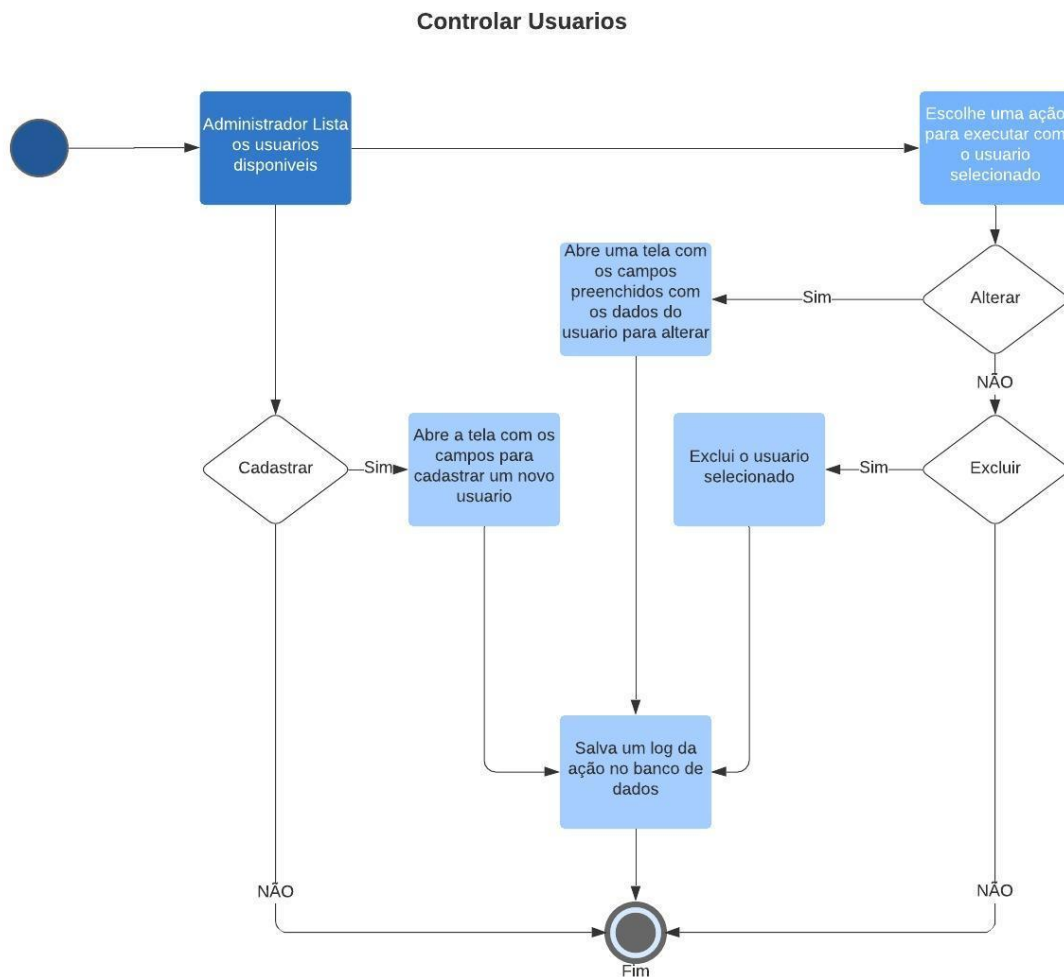 Controlar Usuarios
Administrador Lista
os usuarios
disponiveis
Escolhe uma ação
para executar com
o usuario
selecionado
Abre uma tela com
os campos
preenchidos com
os dados do
usuario para alterar
Sim
Alterar
NÃO
Cadastrar
Sim
Abre a tela com os
campos para
cadastrar um novo
usuario
Exclui o usuario
selecionado
Sim
Excluir
Salva um log da
ação no banco de
dados
NÃO
NÃO
Fim